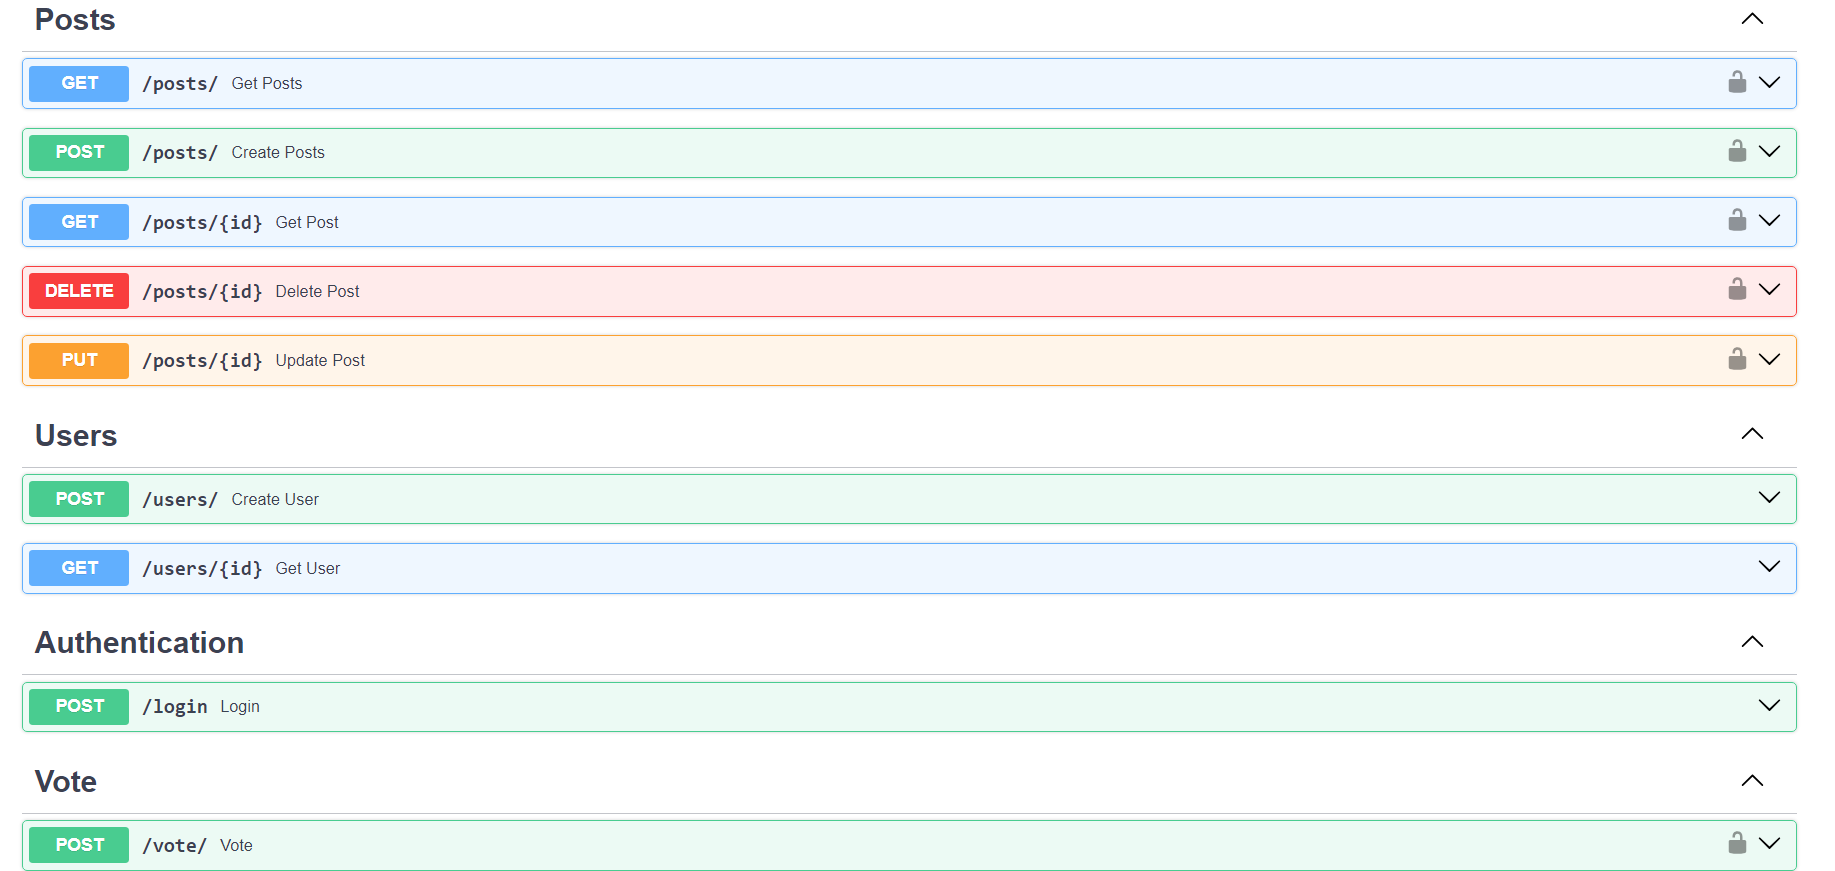 Posts
GET /posts/ Get Posts
POST /posts/ Create Posts
GET /posts/{id} Get Post
DELETE /posts/{id} Delete Post
PUT /posts/{id} Update Post
Users
POST /users/ Create User
GET /users/{id} Get User
Authentication
POST /login Login
Vote
POST /vote/ Vote